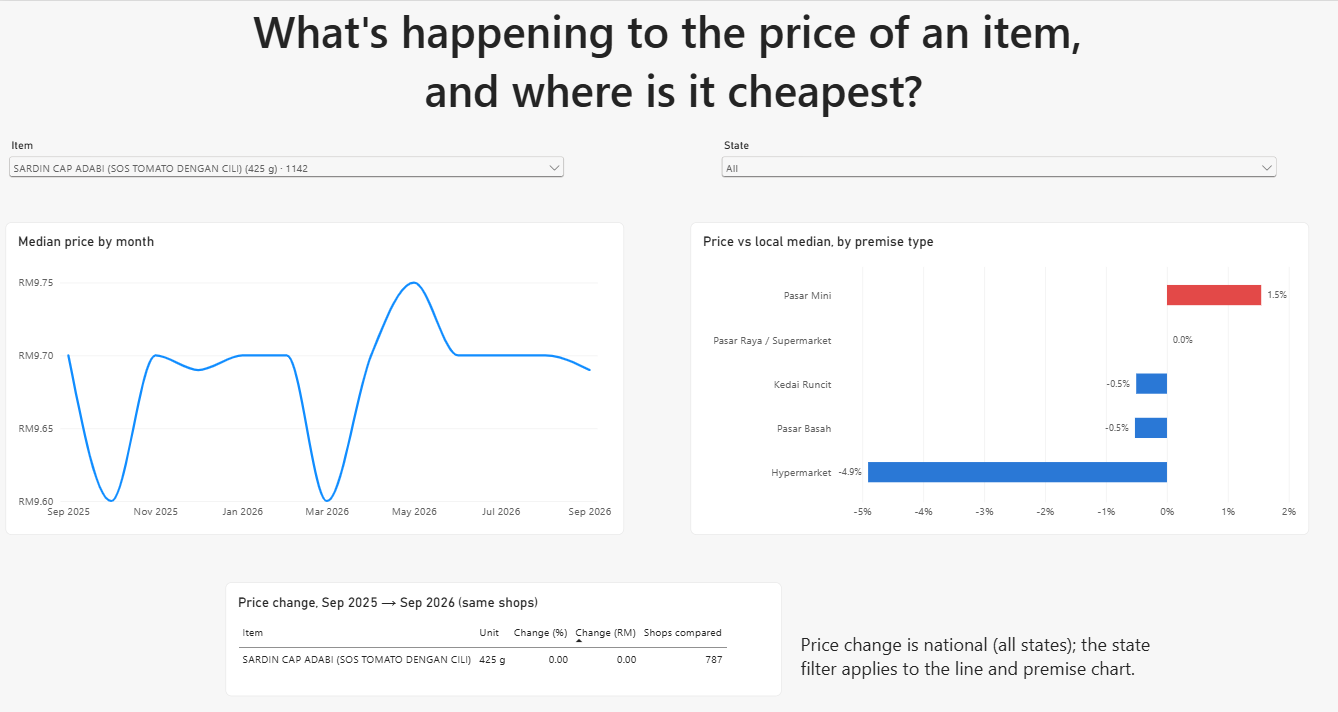 What's happening to the price of an item,
and where is it cheapest?
Item
SARDIN CAP ADABI (SOS TOMATO DENGAN CILI) (425 g) · 1142
State
All
Median price by month
RM9.75
RM9.70
RM9.65
RM9.60
Sep 2025 Nov 2025 Jan 2026 Mar 2026 May 2026 Jul 2026 Sep 2026
Price vs local median, by premise type
Pasar Mini 1.5%
Pasar Raya / Supermarket 0.0%
Kedai Runcit -0.5%
Pasar Basah -0.5%
Hypermarket -4.9%
-5% -4% -3% -2% -1% 0% 1% 2%
Price change, Sep 2025 → Sep 2026 (same shops)
Item Unit Change (%) Change (RM) Shops compared
SARDIN CAP ADABI (SOS TOMATO DENGAN CILI) 425 g 0.00 0.00 787
Price change is national (all states); the state
filter applies to the line and premise chart.